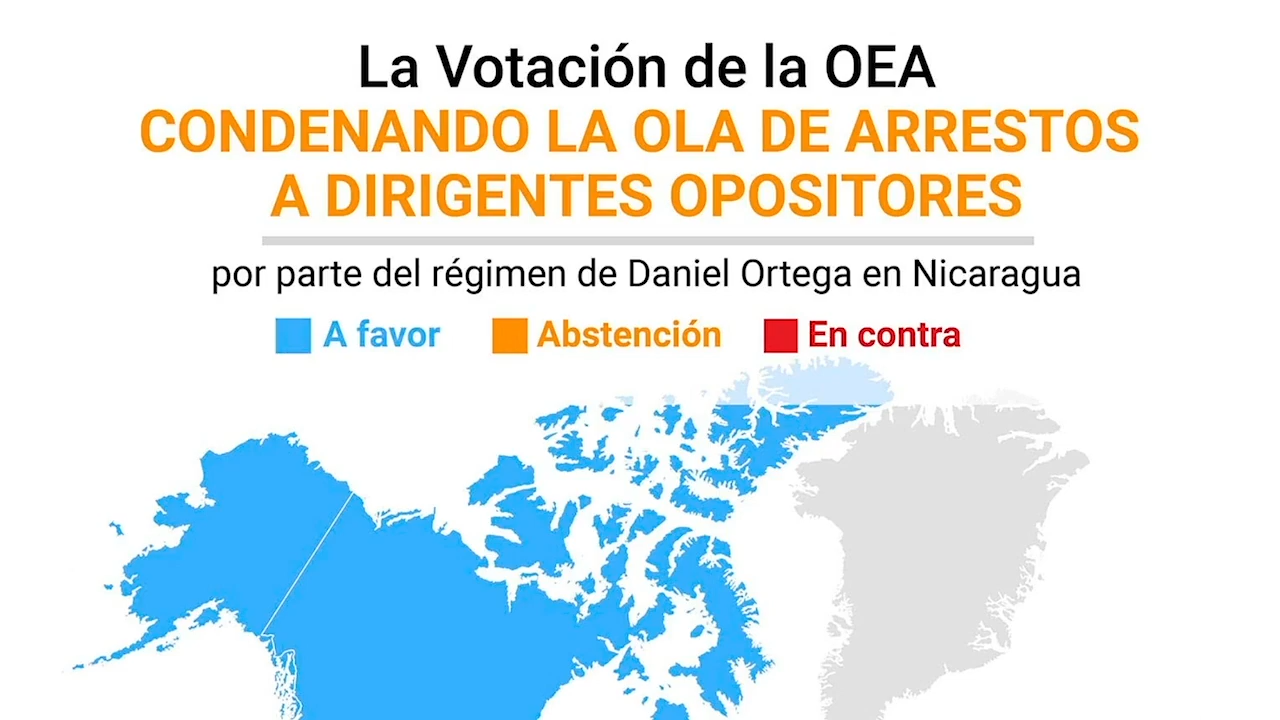 La Votación de la OEA
CONDENANDO LA OLA DE ARRESTOS
A DIRIGENTES OPOSITORES
por parte del régimen de Daniel Ortega en Nicaragua
A favor Abstención En contra